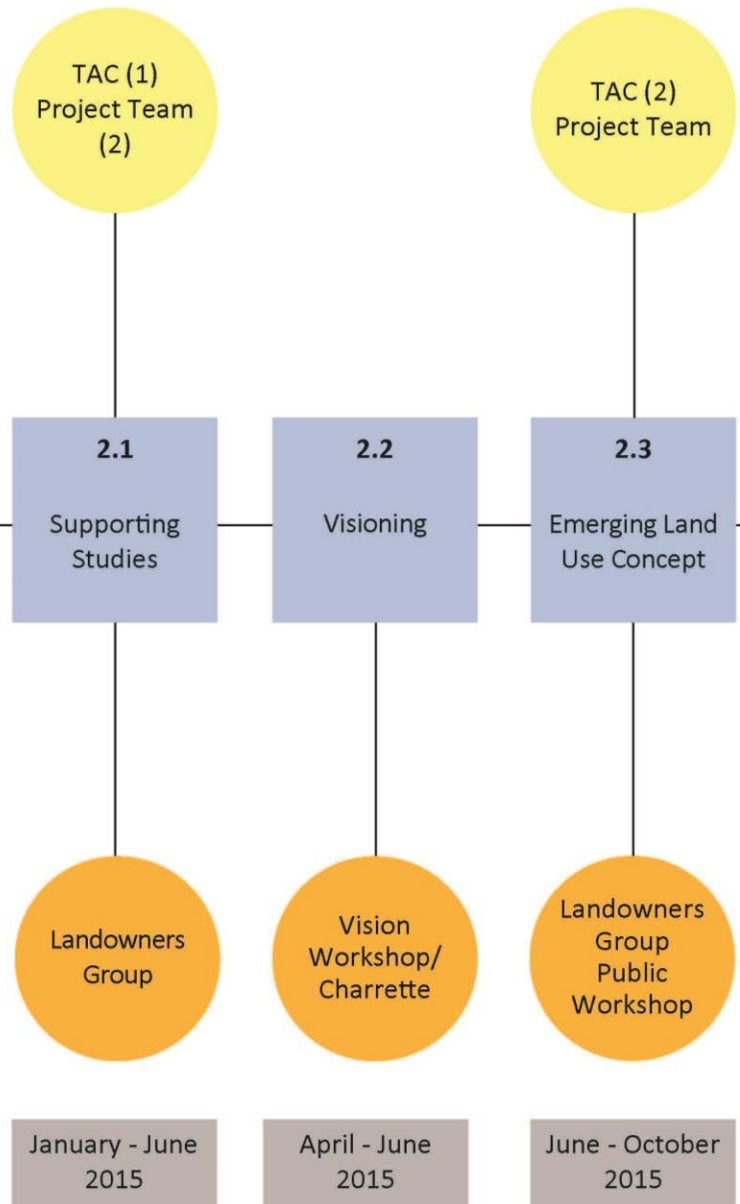 TAC (1)
Project Team
(2)
TAC (2)
Project Team
2.1
Supporting
Studies
2.2
Visioning
2.3
Emerging Land
Use Concept
Landowners
Group
Vision
Workshop/
Charrette
Landowners
Group
Public
Workshop
January - June
2015
April - June
2015
June - October
2015